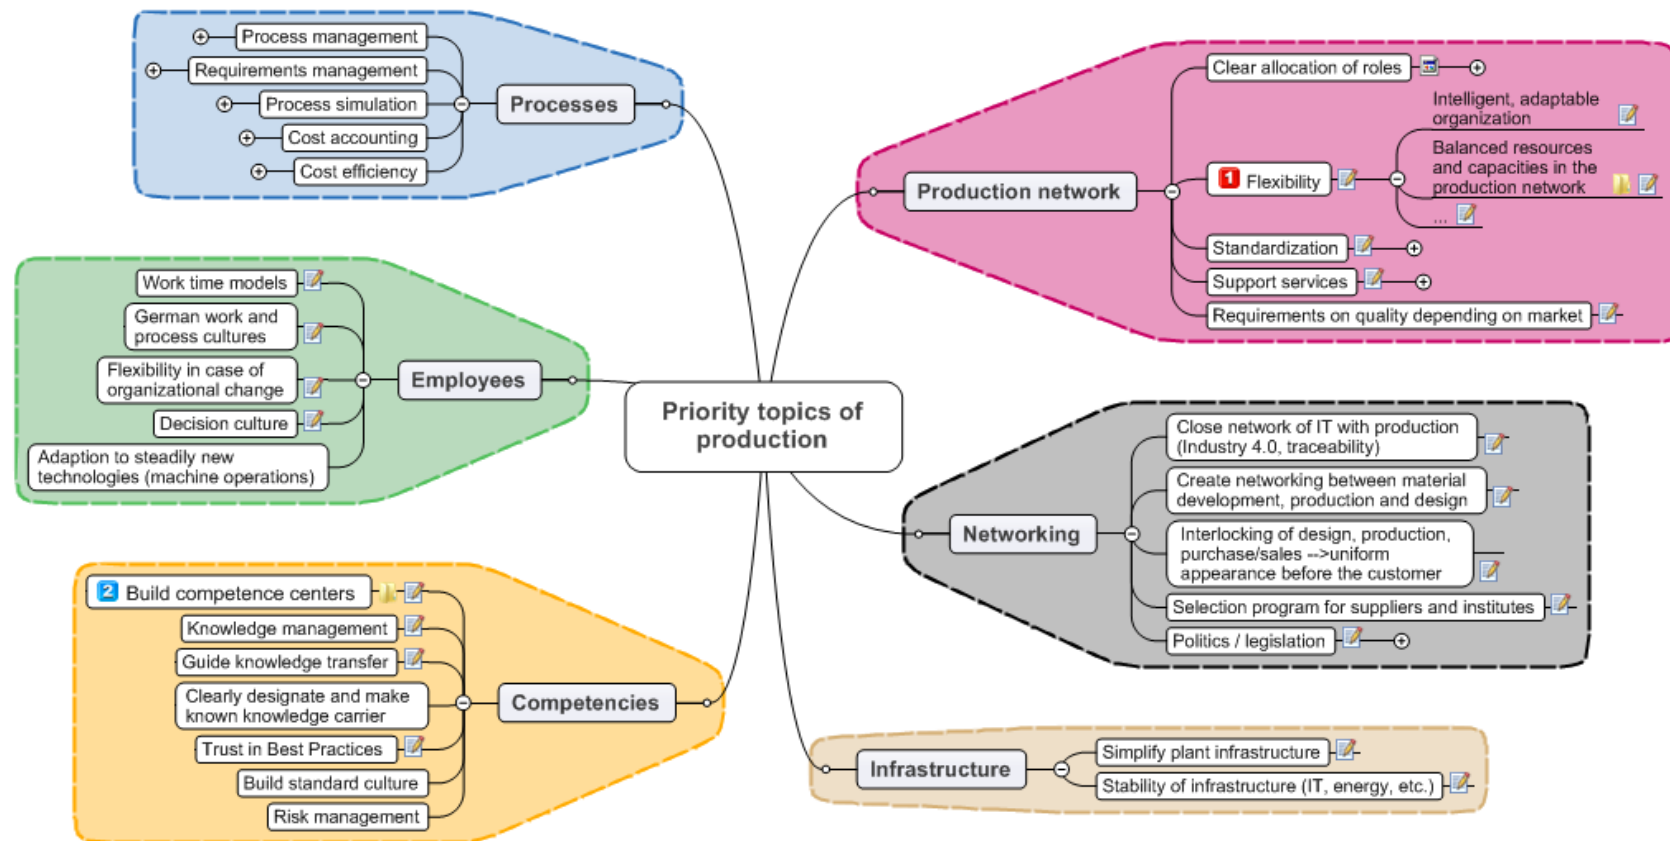 Priority topics of
production
Processes
Process management
Requirements management
Process simulation
Cost accounting
Cost efficiency
Employees
Work time models
German work and
process cultures
Flexibility in case of
organizational change
Decision culture
Adaption to steadily new
technologies (machine operations)
Competencies
2 Build competence centers
Knowledge management
Guide knowledge transfer
Clearly designate and make
known knowledge carrier
Trust in Best Practices
Build standard culture
Risk management
Production network
Clear allocation of roles
1 Flexibility
Intelligent, adaptable
organization
Balanced resources
and capacities in the
production network
...
Standardization
Support services
Requirements on quality depending on market
Networking
Close network of IT with production
(Industry 4.0, traceability)
Create networking between material
development, production and design
Interlocking of design, production,
purchase/sales -->uniform
appearance before the customer
Selection program for suppliers and institutes
Politics / legislation
Infrastructure
Simplify plant infrastructure
Stability of infrastructure (IT, energy, etc.)